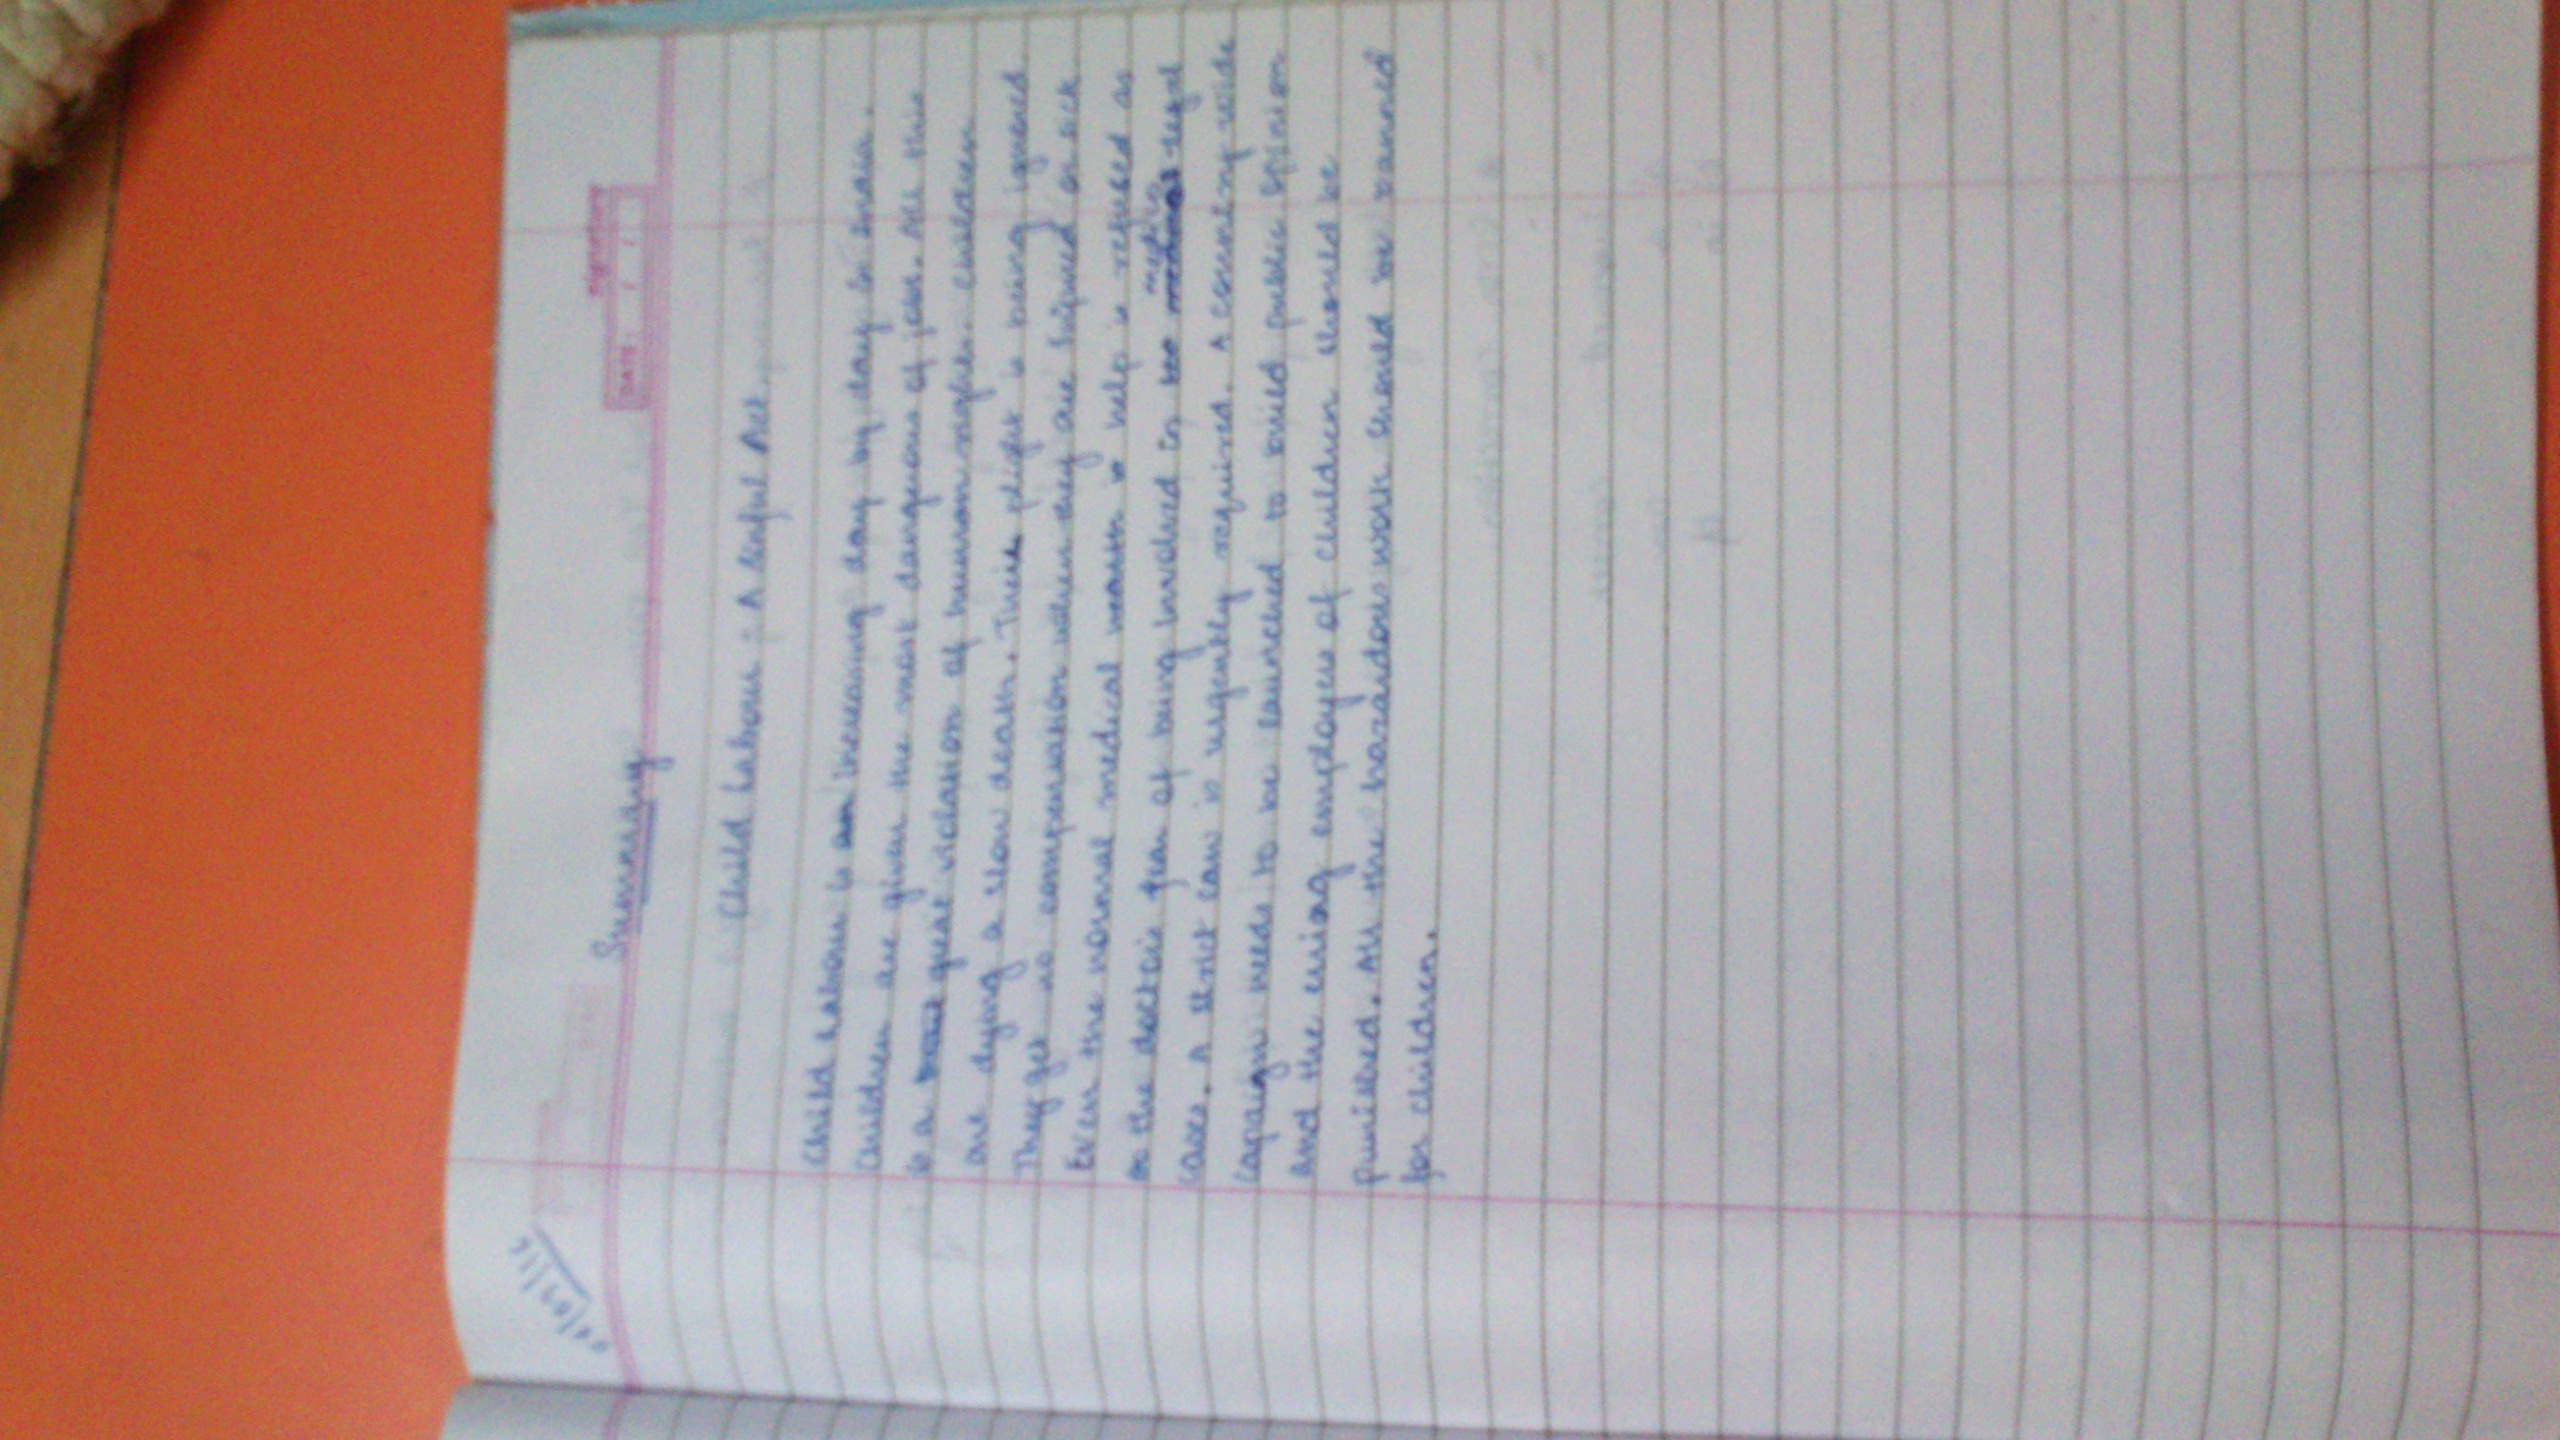 Summary
signature
DATE: / /
Child Labour : A Sinful Act.
Child Labour is an increasing day by day in India.
Children are given the most dangerous of jobs. All this
is a great violation of human rights. Children
are dying a slow death. Their plight is being ignored.
They get no compensation when they are injured or sick
Even the normal medical health is help is refused as
the doctors fear of being involved in medico legal
cases. A strict law is urgently required. A country wide
capaign needs to be launched to build public opinion
and the erring employers of children should be
punished. All the hazardous work should be banned
for children.